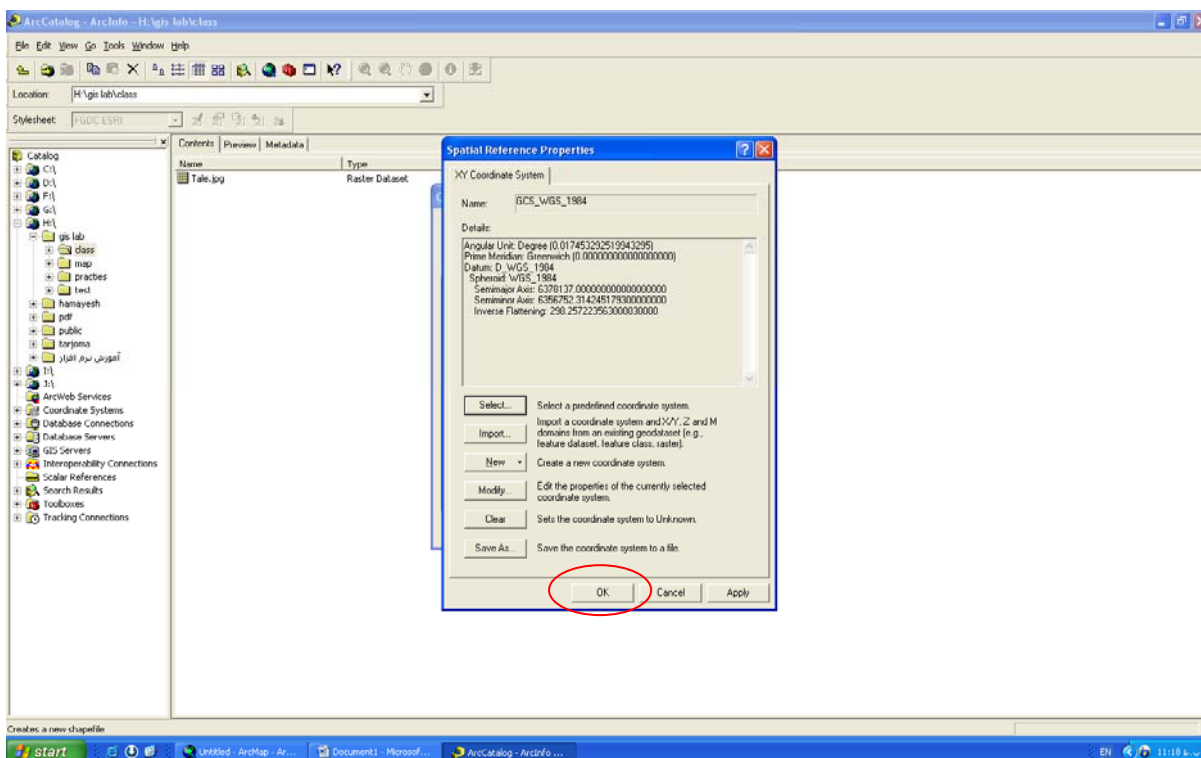 ArcCatalog - ArcInfo - H:\gis lab\class
File Edit View Go Tools Window Help
Location: H:\gis lab\class
Stylesheet: FGDC ESRI
Contents Preview Metadata
Name Type
Tale.jpg Raster Dataset
Catalog
C:\
D:\
F:\
G:\
H:\
gis lab
class
map
practies
test
hamayesh
pdf
public
tarjoma
آموزش نرم افزار
I:\
J:\
ArcWeb Services
Coordinate Systems
Database Connections
Database Servers
GIS Servers
Interoperability Connections
Scalar References
Search Results
Toolboxes
Tracking Connections
Spatial Reference Properties
XY Coordinate System
Name: GCS_WGS_1984
Details:
Angular Unit: Degree (0.017453292519943295)
Prime Meridian: Greenwich (0.000000000000000000)
Datum: D_WGS_1984
Spheroid: WGS_1984
Semimajor Axis: 6378137.000000000000000000
Semiminor Axis: 6356752.314245179300000000
Inverse Flattening: 298.257223563000030000
Select... Select a predefined coordinate system.
Import... Import a coordinate system and X/Y, Z and M
domains from an existing geodataset (e.g.,
feature dataset, feature class, raster).
New Create a new coordinate system.
Modify... Edit the properties of the currently selected
coordinate system.
Clear Sets the coordinate system to Unknown.
Save As... Save the coordinate system to a file.
OK Cancel Apply
Creates a new shapefile
start Untitled - ArcMap - Ar... Document1 - Microsof... ArcCatalog - ArcInfo ... EN 11:18